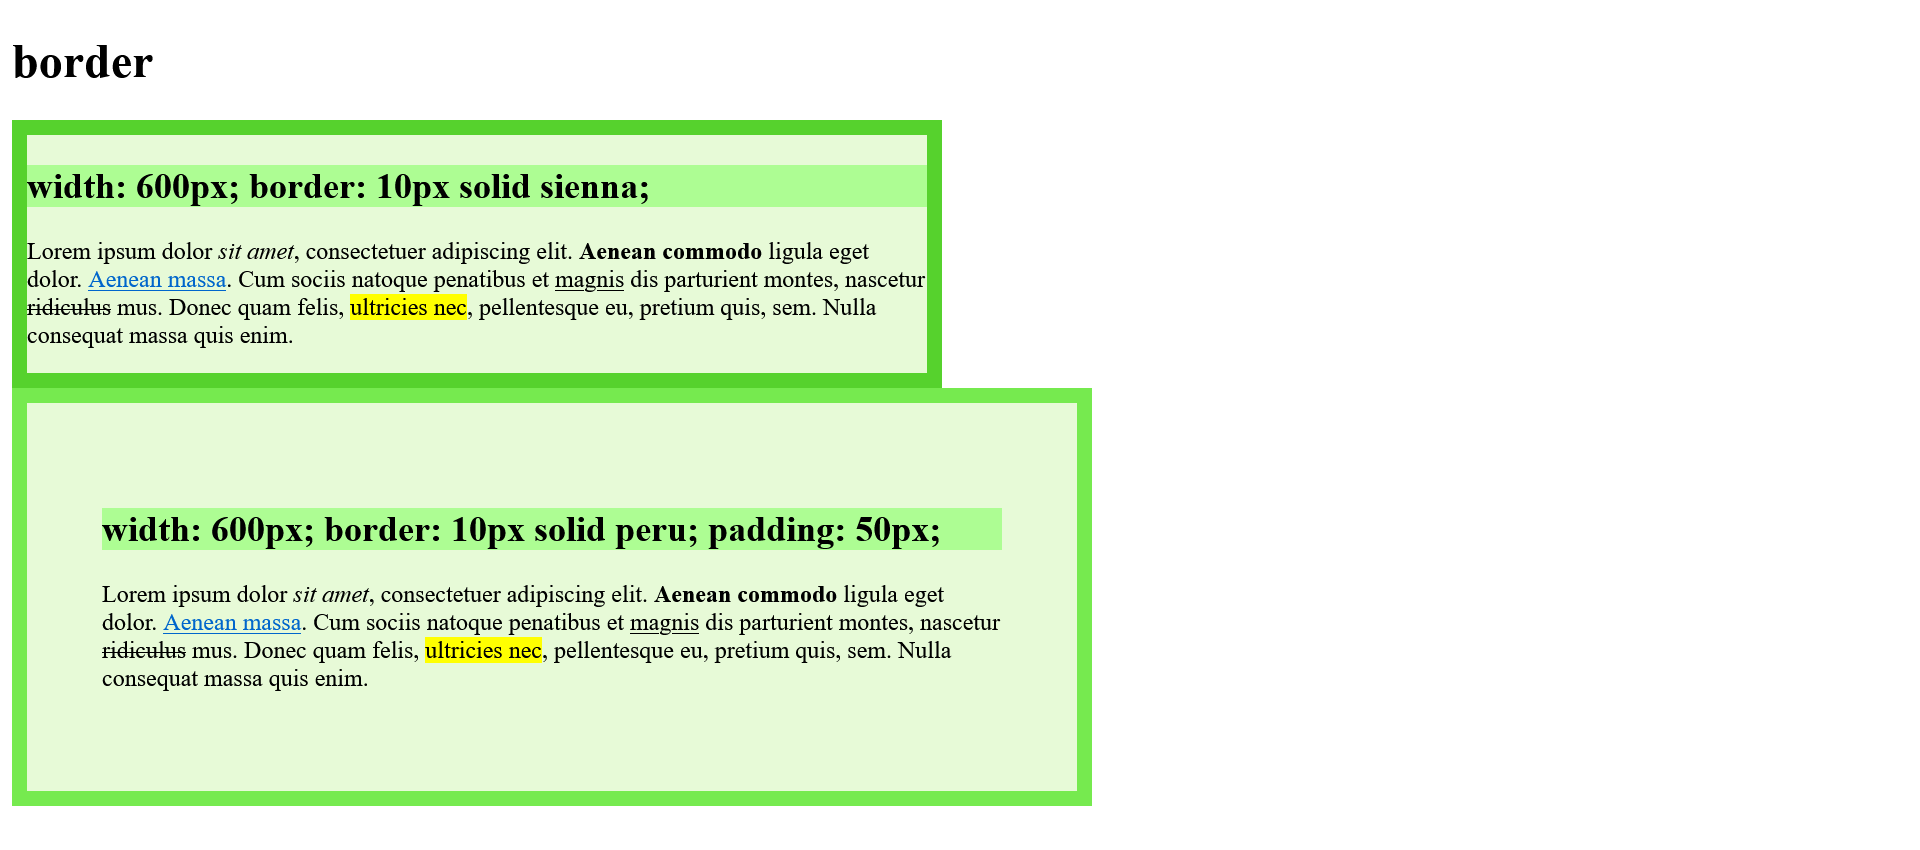 border
width: 600px; border: 10px solid sienna;
Lorem ipsum dolor sit amet, consectetuer adipiscing elit. Aenean commodo ligula eget
dolor. Aenean massa. Cum sociis natoque penatibus et magnis dis parturient montes, nascetur
ridiculus mus. Donec quam felis, ultricies nec, pellentesque eu, pretium quis, sem. Nulla
consequat massa quis enim.
width: 600px; border: 10px solid peru; padding: 50px;
Lorem ipsum dolor sit amet, consectetuer adipiscing elit. Aenean commodo ligula eget
dolor. Aenean massa. Cum sociis natoque penatibus et magnis dis parturient montes, nascetur
ridiculus mus. Donec quam felis, ultricies nec, pellentesque eu, pretium quis, sem. Nulla
consequat massa quis enim.